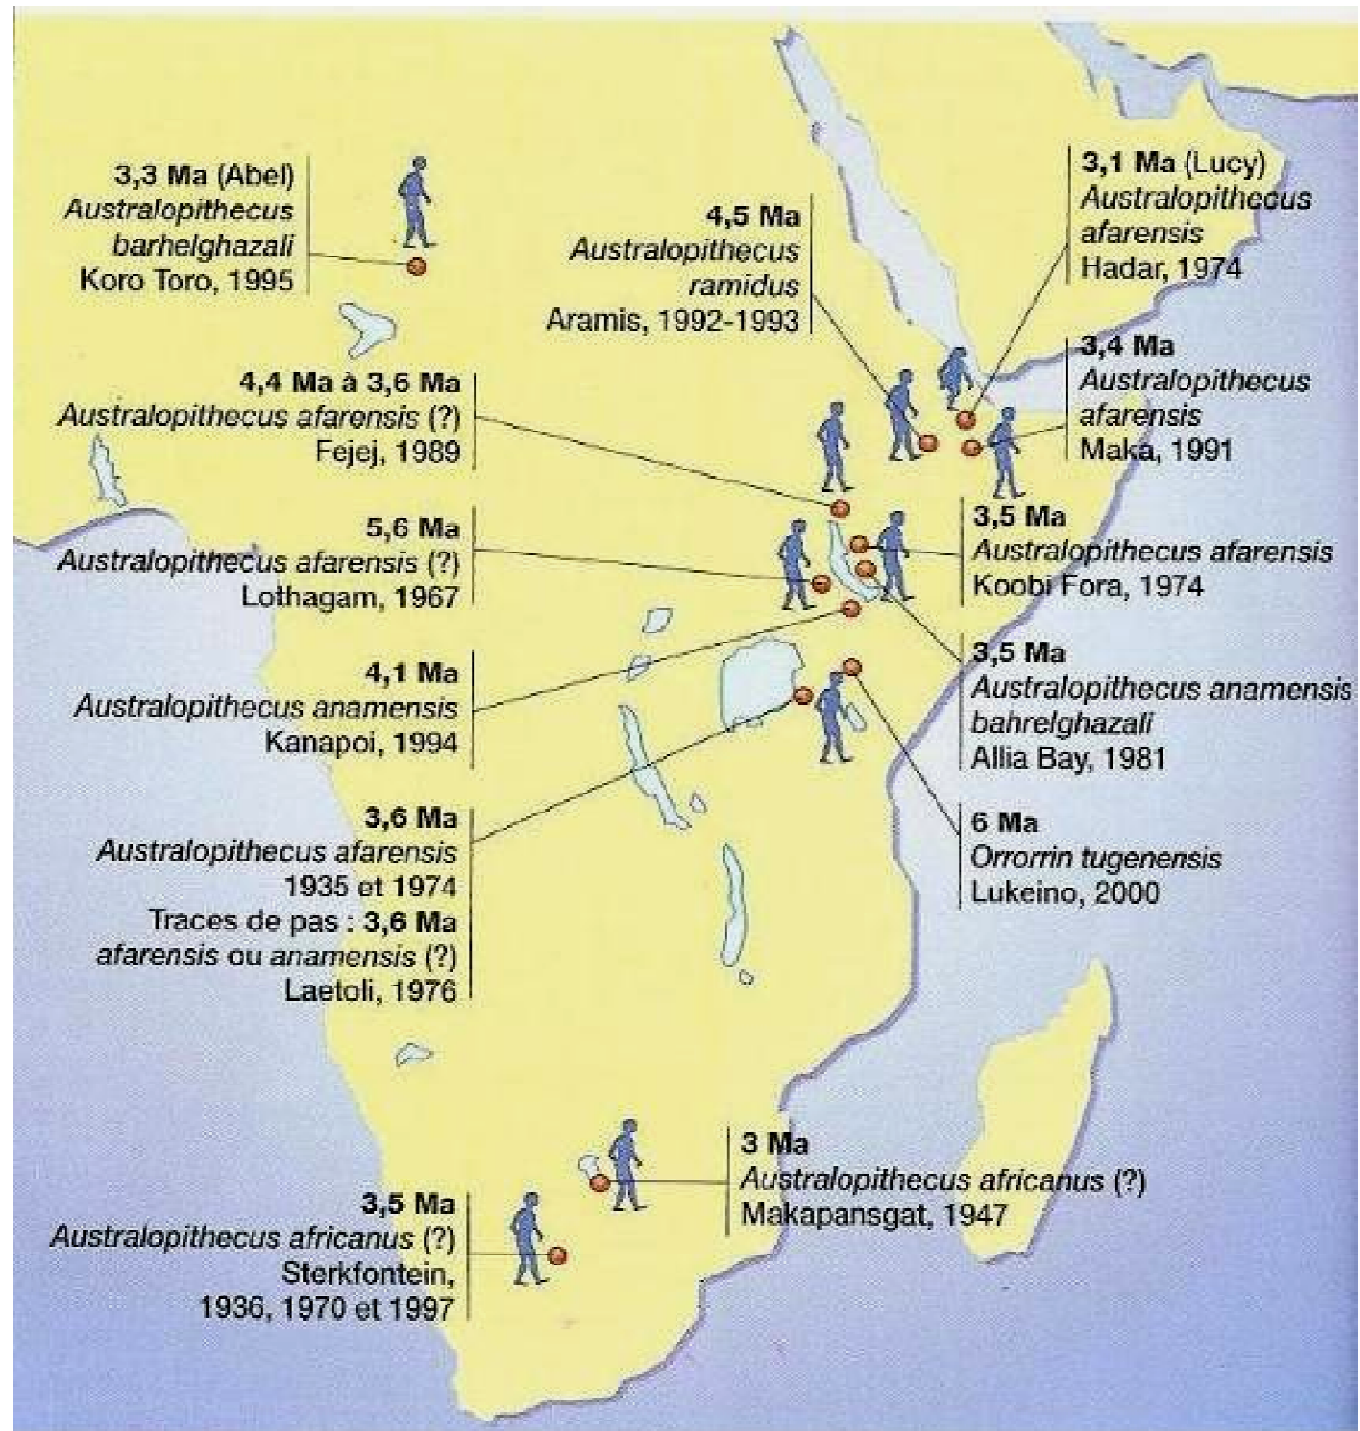 3,3 Ma (Abel)
Australopithecus
barhelghazali
Koro Toro, 1995
4,5 Ma
Australopithecus
ramidus
Aramis, 1992-1993
3,1 Ma (Lucy)
Australopithecus
afarensis
Hadar, 1974
3,4 Ma
Australopithecus
afarensis
Maka, 1991
4,4 Ma à 3,6 Ma
Australopithecus afarensis (?)
Fejej, 1989
5,6 Ma
Australopithecus afarensis (?)
Lothagam, 1967
3,5 Ma
Australopithecus afarensis
Koobi Fora, 1974
4,1 Ma
Australopithecus anamensis
Kanapoi, 1994
3,5 Ma
Australopithecus anamensis
bahrelghazali
Allia Bay, 1981
3,6 Ma
Australopithecus afarensis
1935 et 1974
Traces de pas : 3,6 Ma
afarensis ou anamensis (?)
Laetoli, 1976
6 Ma
Orrorrin tugenensis
Lukeino, 2000
3 Ma
Australopithecus africanus (?)
Makapansgat, 1947
3,5 Ma
Australopithecus africanus (?)
Sterkfontein,
1936, 1970 et 1997